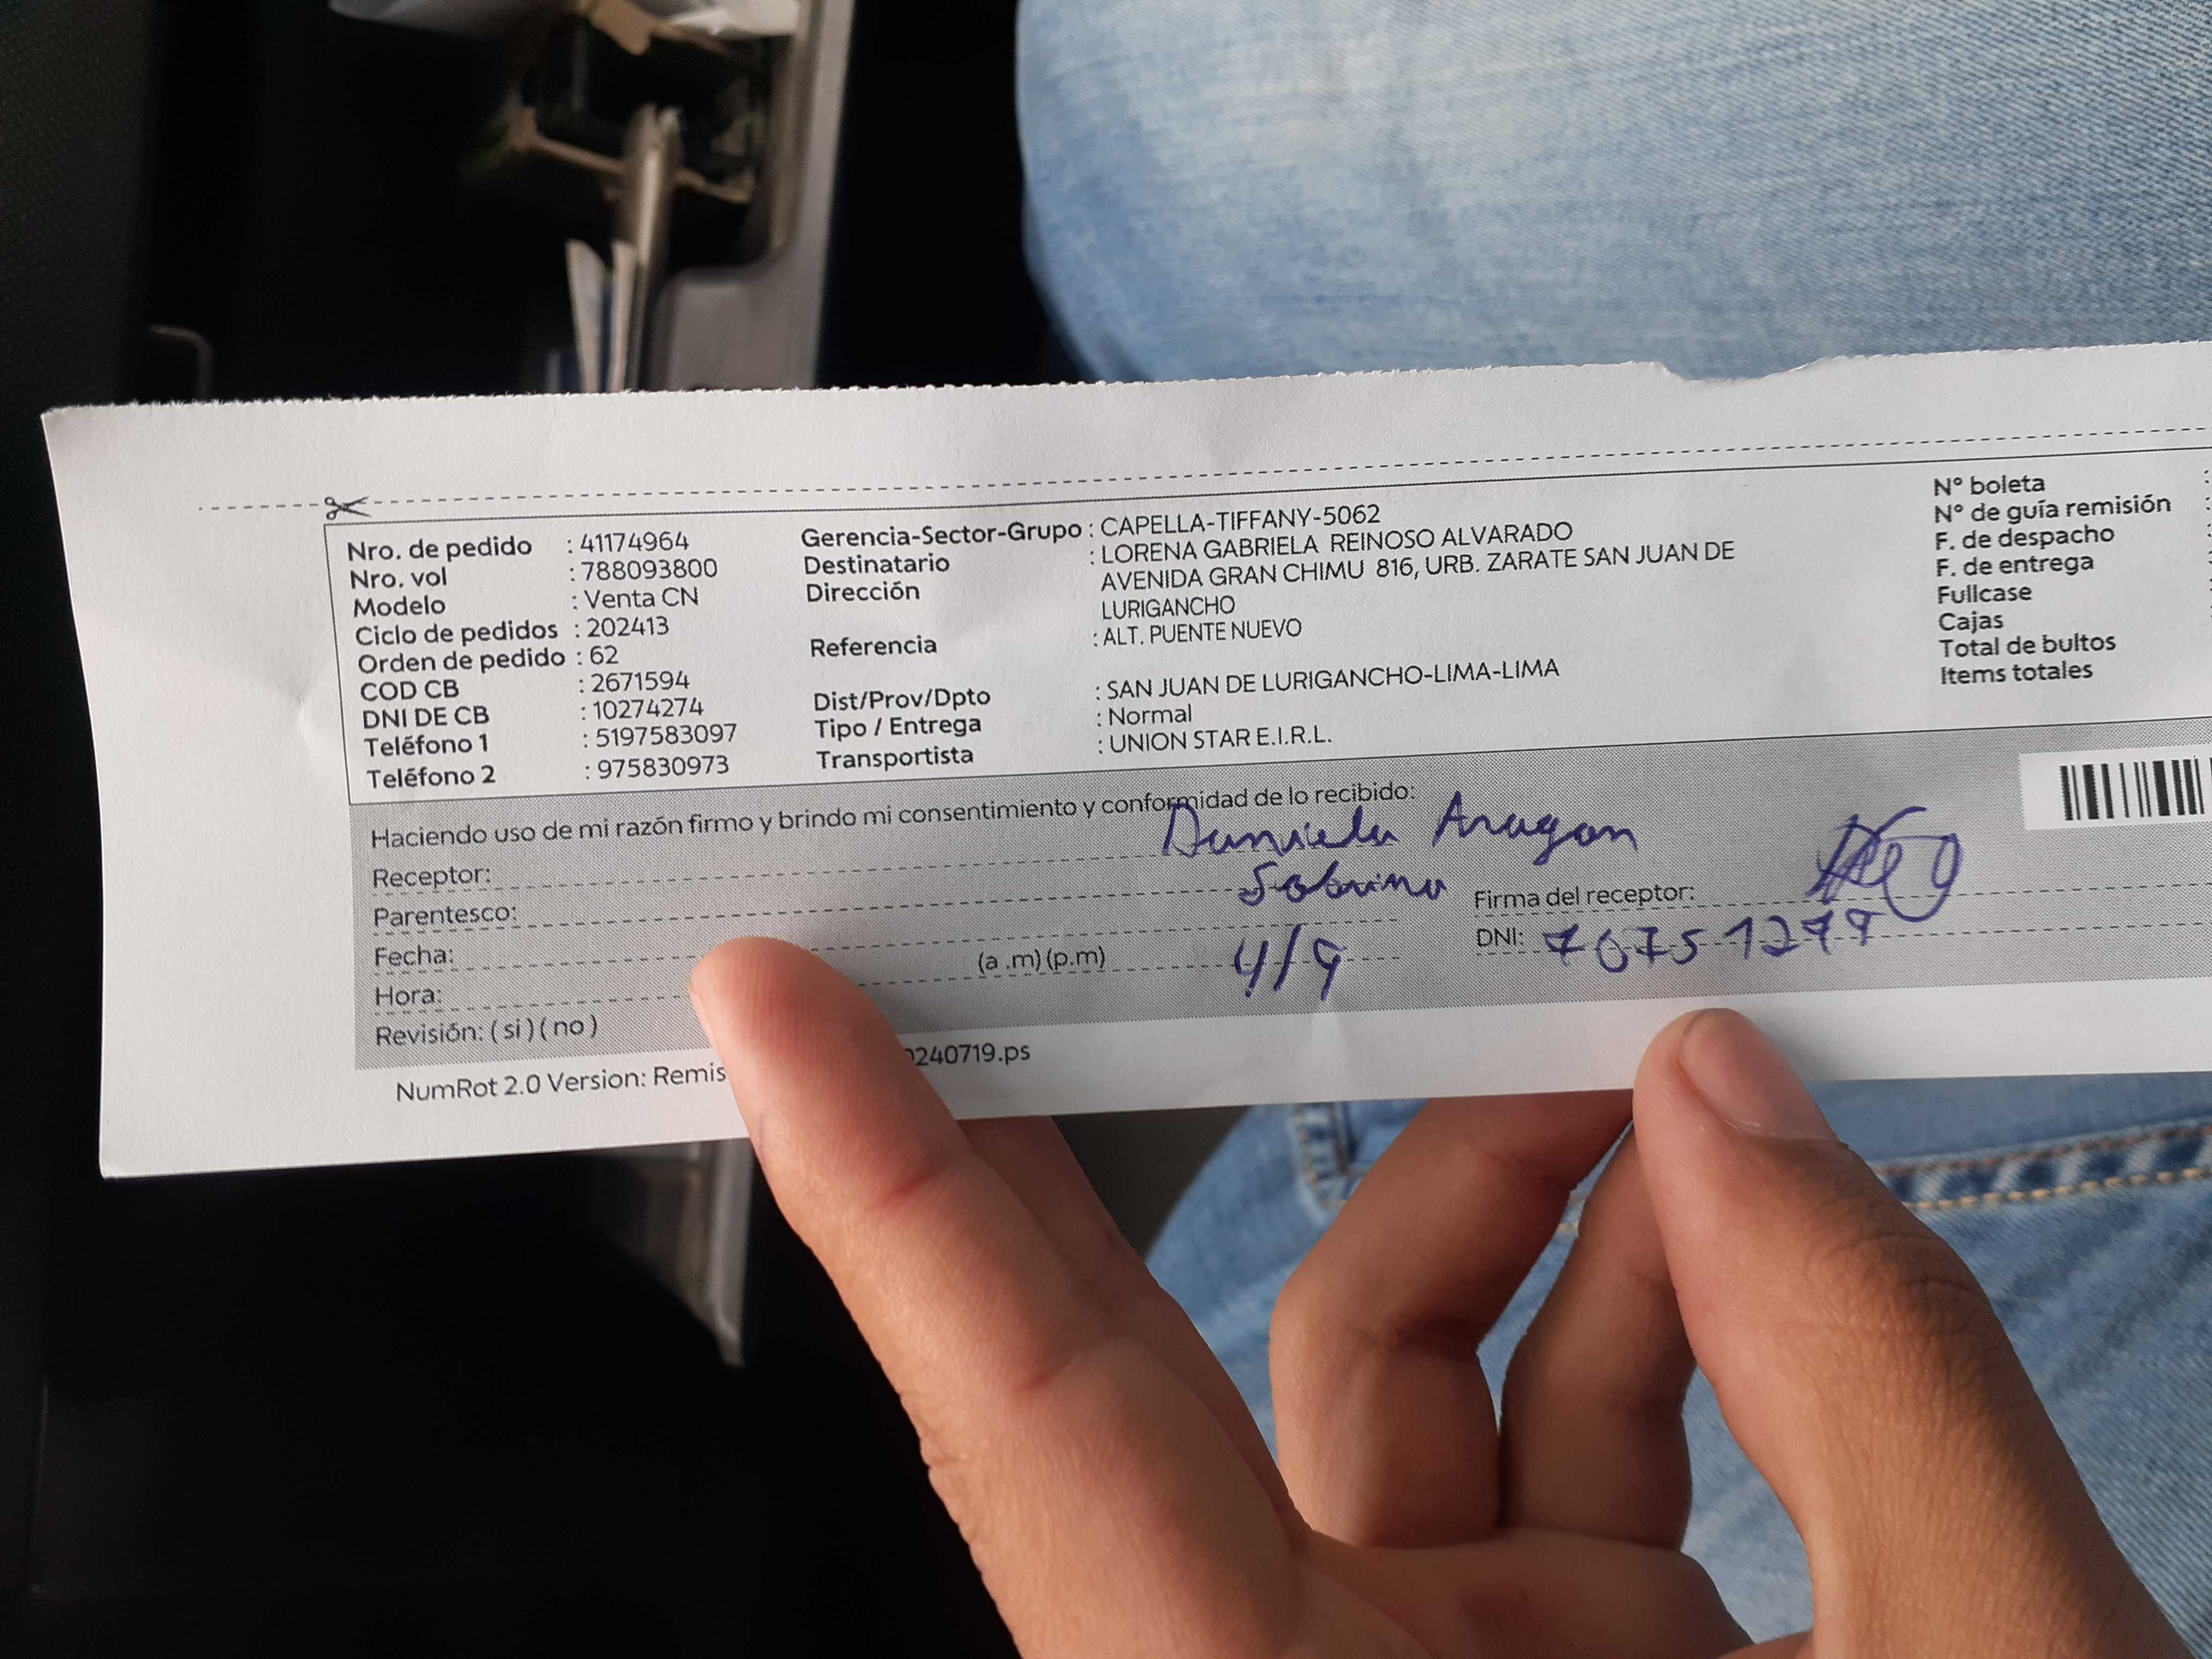 Nro. de pedido : 41174964
Nro. vol : 788093800
Modelo : Venta CN
Ciclo de pedidos : 202413
Orden de pedido : 62
COD CB : 2671594
DNI DE CB : 10274274
Teléfono 1 : 5197583097
Teléfono 2 : 975830973
Gerencia-Sector-Grupo : CAPELLA-TIFFANY-5062
Destinatario : LORENA GABRIELA REINOSO ALVARADO
Dirección AVENIDA GRAN CHIMU 816, URB. ZARATE SAN JUAN DE
LURIGANCHO
Referencia : ALT. PUENTE NUEVO
Dist/Prov/Dpto : SAN JUAN DE LURIGANCHO-LIMA-LIMA
Tipo / Entrega : Normal
Transportista : UNION STAR E.I.R.L.
N° boleta :
N° de guía remisión :
F. de despacho :
F. de entrega :
Fullcase
Cajas
Total de bultos
Items totales
Haciendo uso de mi razón firmo y brindo mi consentimiento y conformidad de lo recibido:
Receptor: Daniela Aragon
Parentesco: Sobrina
Firma del receptor:
Fecha: 4/9
DNI:
Hora: (a .m) (p.m)
Revisión: ( si ) ( no )
NumRot 2.0 Version: Remis 240719.ps